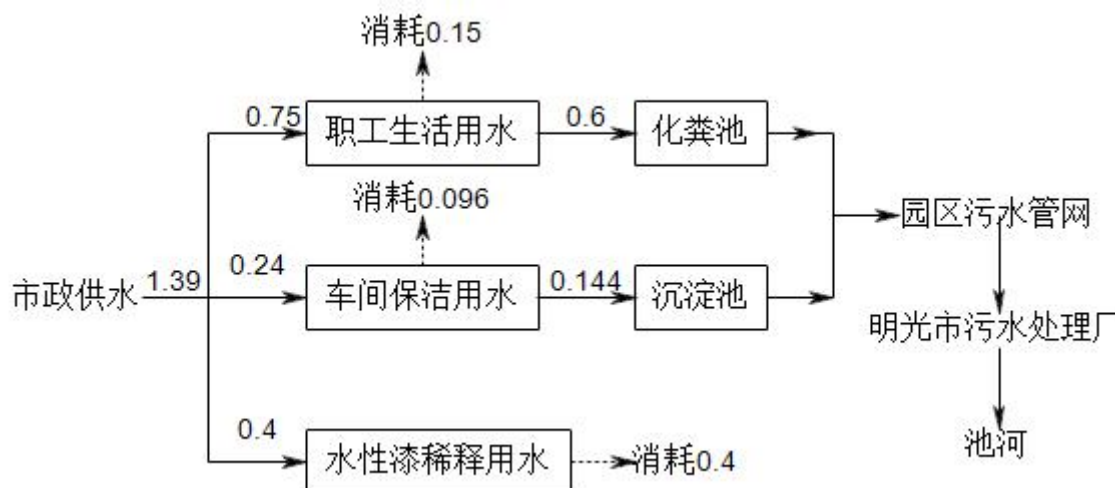 消耗0.15
0.75
职工生活用水
0.6
化粪池
消耗0.096
园区污水管网
市政供水
1.39
0.24
车间保洁用水
0.144
沉淀池
明光市污水处理厂
0.4
水性漆稀释用水
消耗0.4
池河